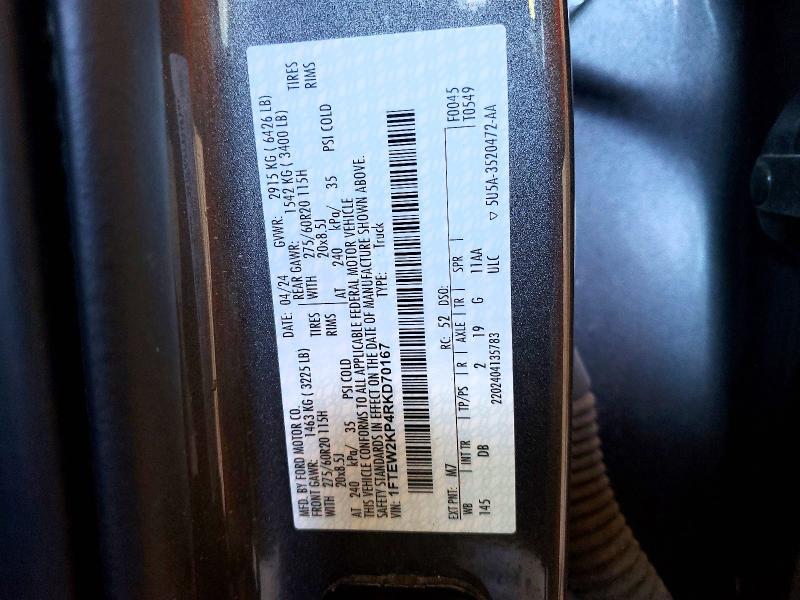 MFD. BY FORD MOTOR CO. DATE: 04/24 GVWR: 2915 KG ( 6426 LB)
FRONT GAWR: 1463 KG ( 3225 LB) REAR GAWR: 1542 KG ( 3400 LB)
WITH 275/60R20 115H TIRES WITH 275/60R20 115H TIRES
20x8.5J RIMS 20x8.5J RIMS
AT 240 kPa/ 35 PSI COLD AT 240 kPa/ 35 PSI COLD
THIS VEHICLE CONFORMS TO ALL APPLICABLE FEDERAL MOTOR VEHICLE
SAFETY STANDARDS IN EFFECT ON THE DATE OF MANUFACTURE SHOWN ABOVE.
VIN: 1FTEW2KP4RKD70167 TYPE: Truck
F0045
EXT PNT: M7 RC: 52 DSO: T0549
WB INT TR TP/PS R AXLE TR SPR
145 DB 2 19 G 11AA
2202404135783 ULC ▽ 5U5A-3520472-AA